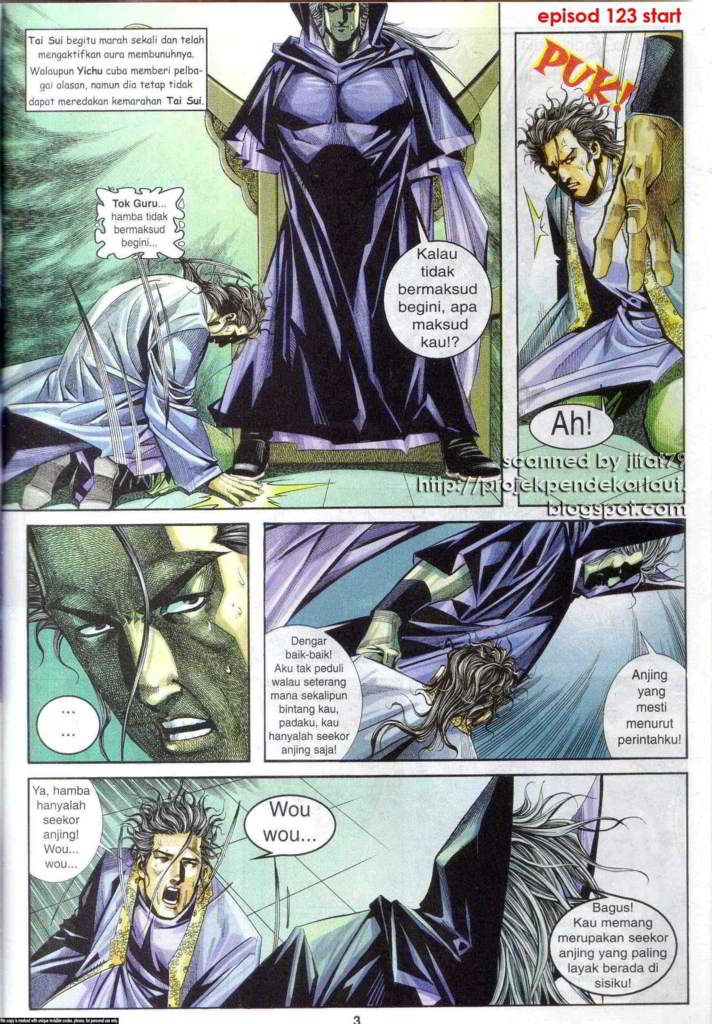 episod 123 start
Tai Sui begitu marah sekali dan telah
mengaktifkan aura membunuhnya.
Walaupun Yichu cuba memberi pelba-
gai alasan, namun dia tetap tidak
dapat meredakan kemarahan Tai Sui.
Tok Guru...
hamba tidak
bermaksud
begini...
Kalau
tidak
bermaksud
begini, apa
maksud
kau!?
PUK!
Ah!
scanned by jifai79
http://projekpendekarlaut.
blogspot.com
...
...
Dengar
baik-baik!
Aku tak peduli
walau seterang
mana sekalipun
bintang kau,
padaku, kau
hanyalah seekor
anjing saja!
Anjing
yang
mesti
menurut
perintahku!
Ya, hamba
hanyalah
seekor
anjing!
Wou...
wou...
Wou
wou...
Bagus!
Kau memang
merupakan seekor
anjing yang paling
layak berada di
sisiku!
3